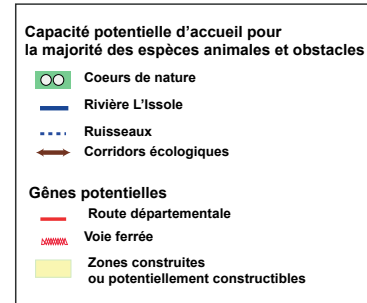 Capacité potentielle d'accueil pour
la majorité des espèces animales et obstacles
Coeurs de nature
Rivière L'Issole
Ruisseaux
Corridors écologiques
Gênes potentielles
Route départementale
Voie ferrée
Zones construites
ou potentiellement constructibles